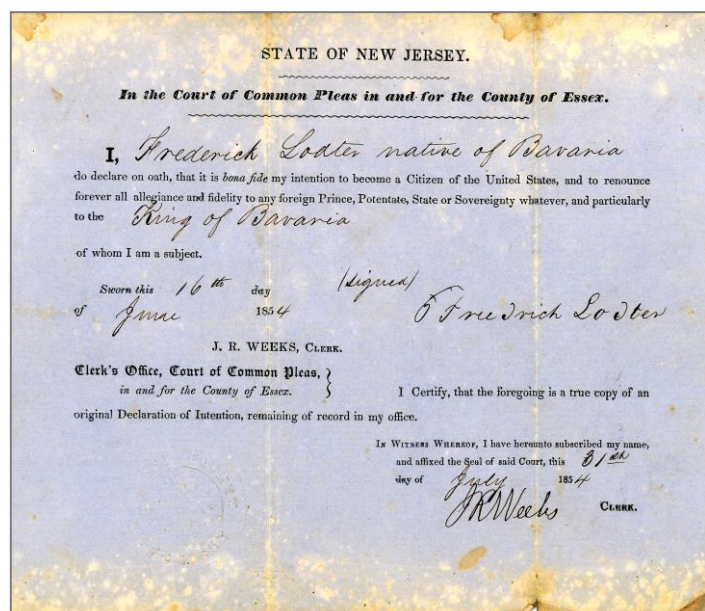 STATE OF NEW JERSEY.
In the Court of Common Pleas in and for the County of Essex.
I, Frederick Lodter native of Bavaria
do declare on oath, that it is bona fide my intention to become a Citizen of the United States, and to renounce
forever all allegiance and fidelity to any foreign Prince, Potentate, State or Sovereignty whatever, and particularly
to the King of Bavaria
of whom I am a subject.
Sworn this 16th day (signed)
of June 1854 Friedrich Lodter
J. R. WEEKS, CLERK.
Clerk's Office, Court of Common Pleas,
in and for the County of Essex.
I Certify, that the foregoing is a true copy of an
original Declaration of Intention, remaining of record in my office.
IN WITNESS WHEREOF, I have hereunto subscribed my name,
and affixed the Seal of said Court, this 31st
day of July 1854
JRWeeks CLERK.